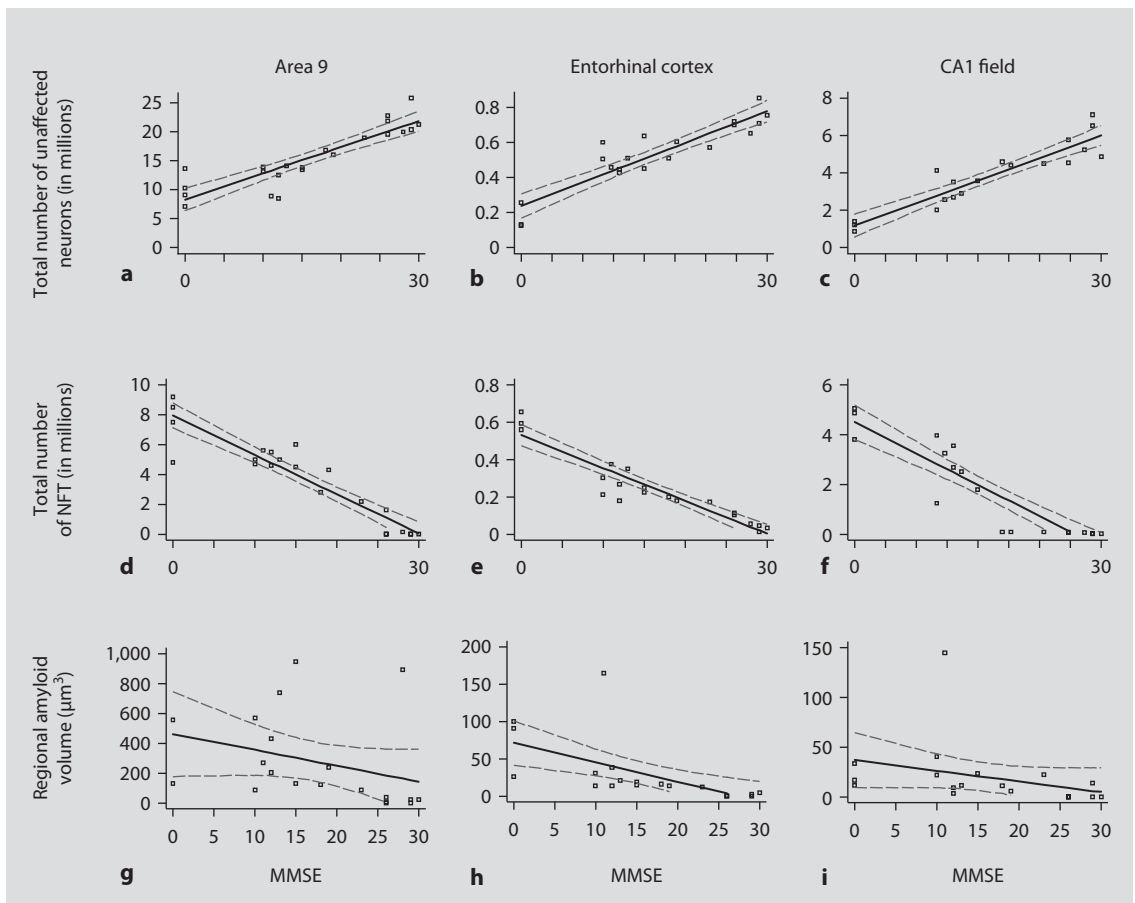 Area 9
Entorhinal cortex
CA1 field
Total number of unaffected
neurons (in millions)
25
20
15
10
5
0
0
30
a
0.8
0.6
0.4
0.2
0
0
30
b
8
6
4
2
0
0
30
c
Total number
of NFT (in millions)
10
8
6
4
2
0
0
30
d
0.8
0.6
0.4
0.2
0
0
30
e
6
4
2
0
0
30
f
Regional amyloid
volume (μm³)
1,000
800
600
400
200
0
0 5 10 15 20 25 30
g MMSE
200
150
100
50
0
0 5 10 15 20 25 30
h MMSE
150
100
50
0
0 5 10 15 20 25 30
i MMSE